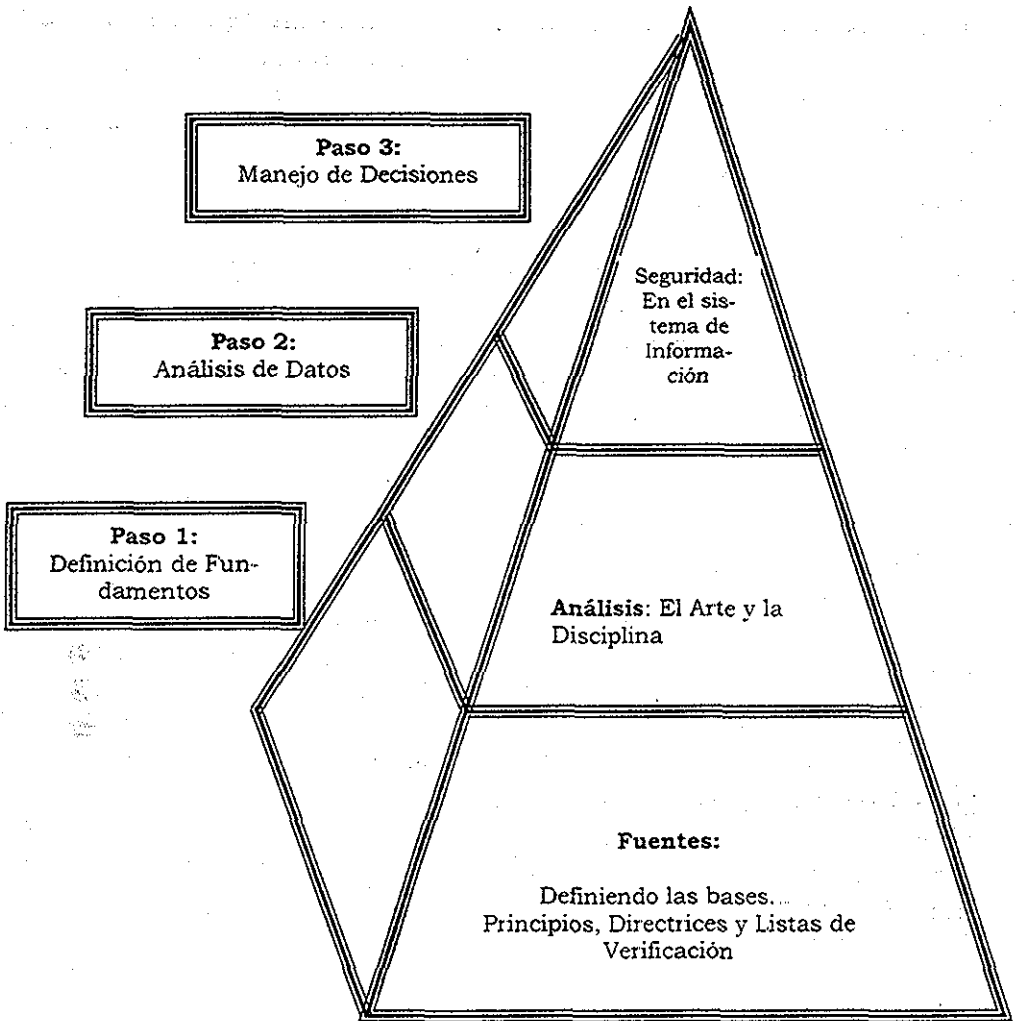 Paso 3:
Manejo de Decisiones
Seguridad:
En el sis-
tema de
Informa-
ción
Paso 2:
Análisis de Datos
Paso 1:
Definición de Fun-
damentos
Análisis: El Arte y la
Disciplina
Fuentes:
Definiendo las bases...
Principios, Directrices y Listas de
Verificación